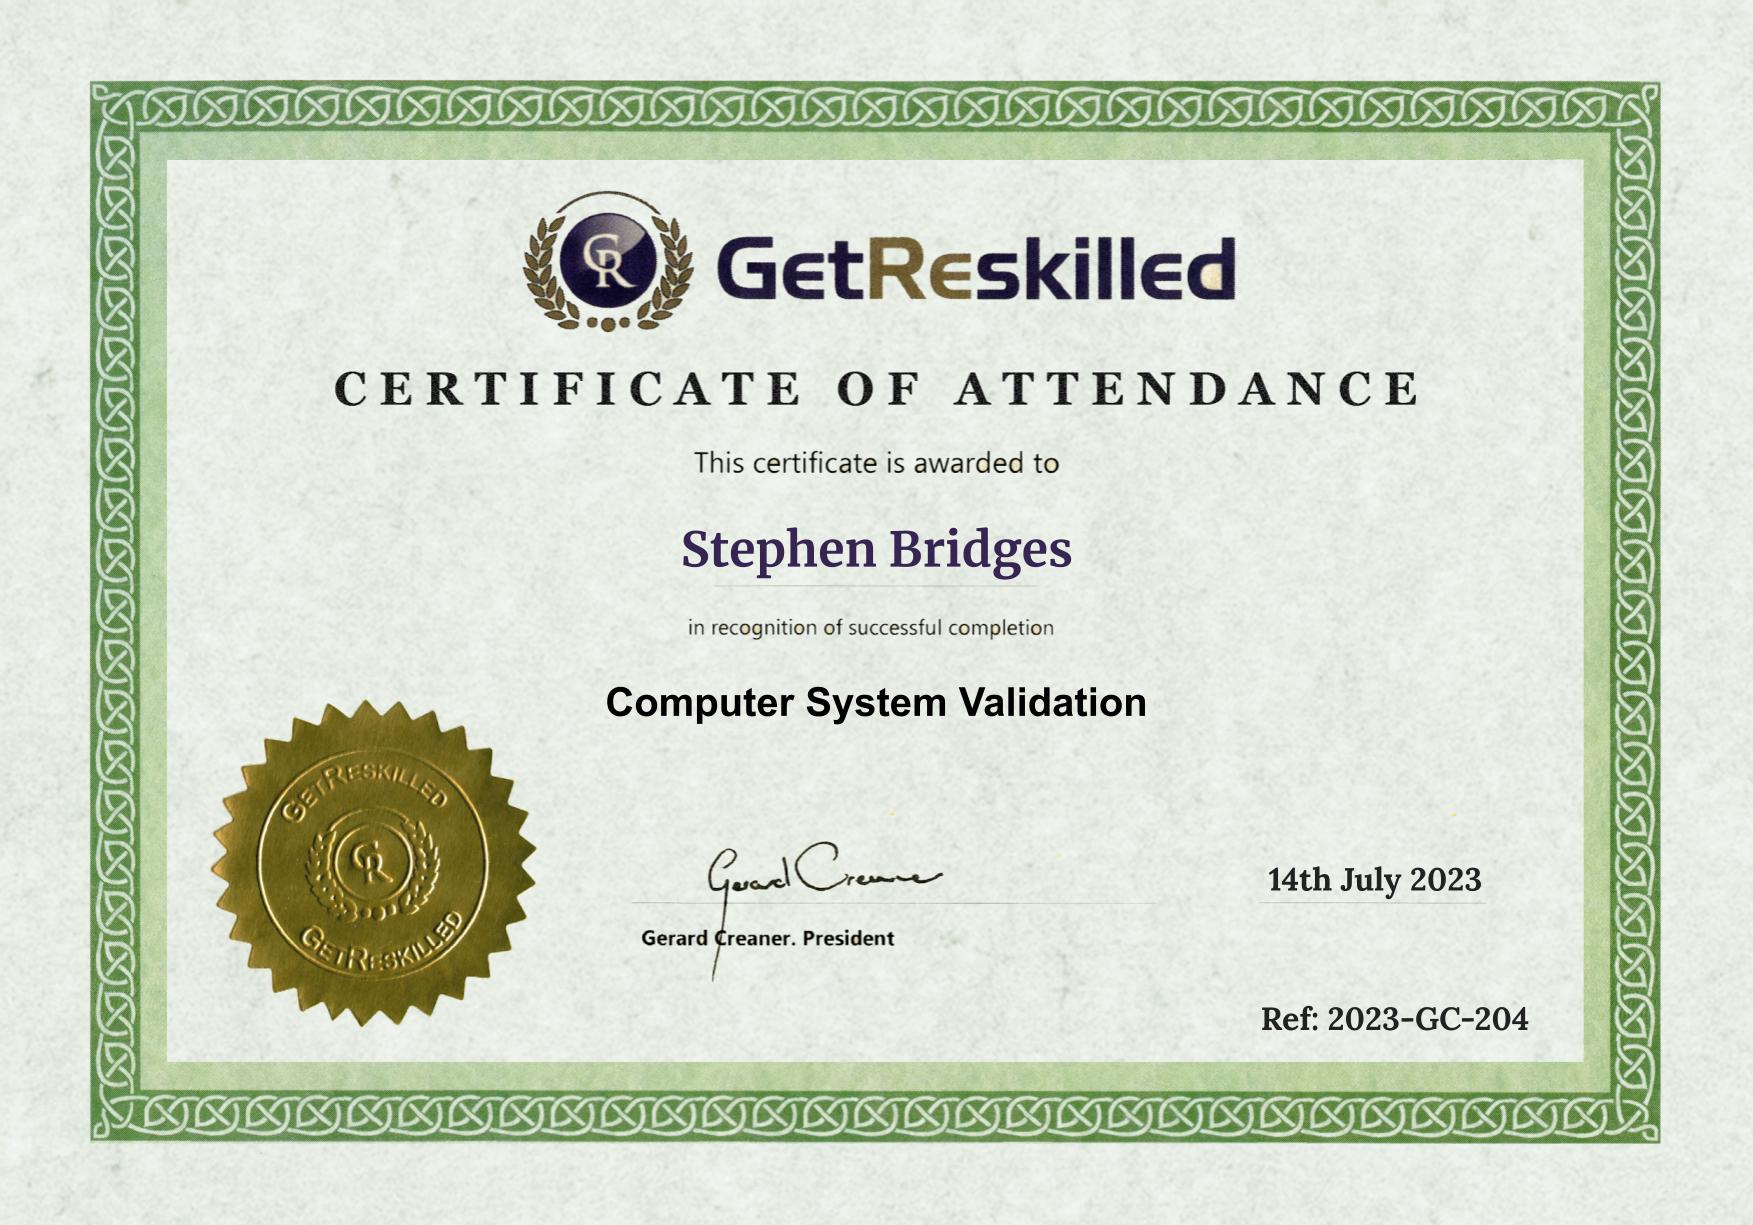 GR GetReskilled
CERTIFICATE OF ATTENDANCE
This certificate is awarded to
Stephen Bridges
in recognition of successful completion
Computer System Validation
GETRESKILLED
GR
GETRESKILLED
Gerard Creaner
14th July 2023
Gerard Creaner. President
Ref: 2023-GC-204